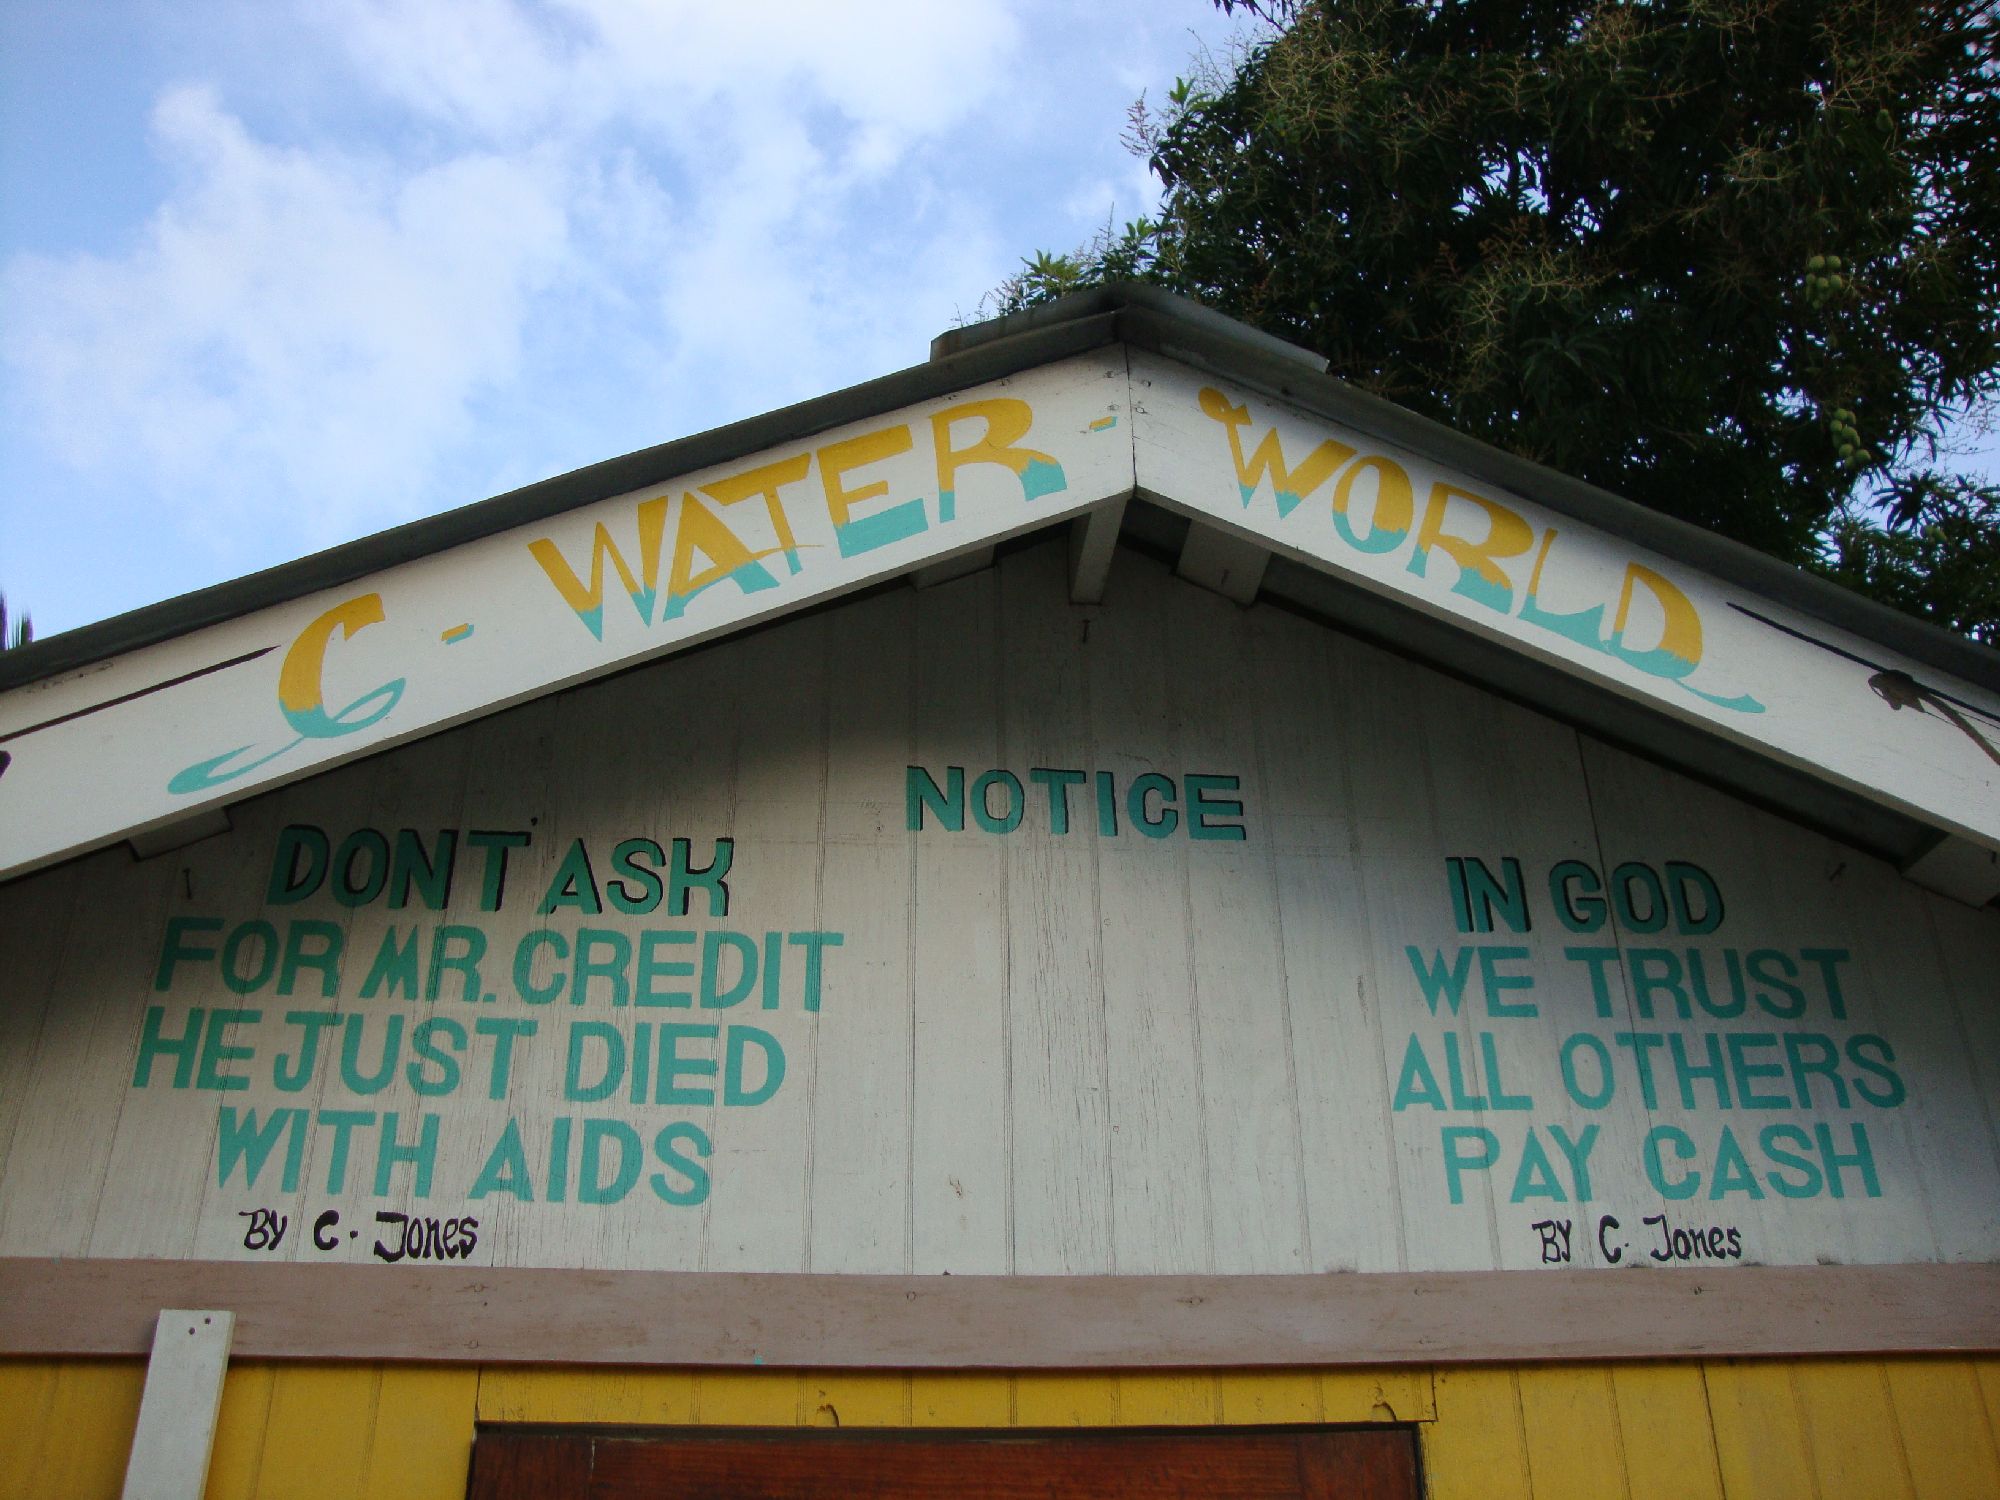 C - WATER - WORLD
NOTICE
DON'T ASK
FOR MR. CREDIT
HE JUST DIED
WITH AIDS
BY C. JONES
IN GOD
WE TRUST
ALL OTHERS
PAY CASH
BY C. JONES